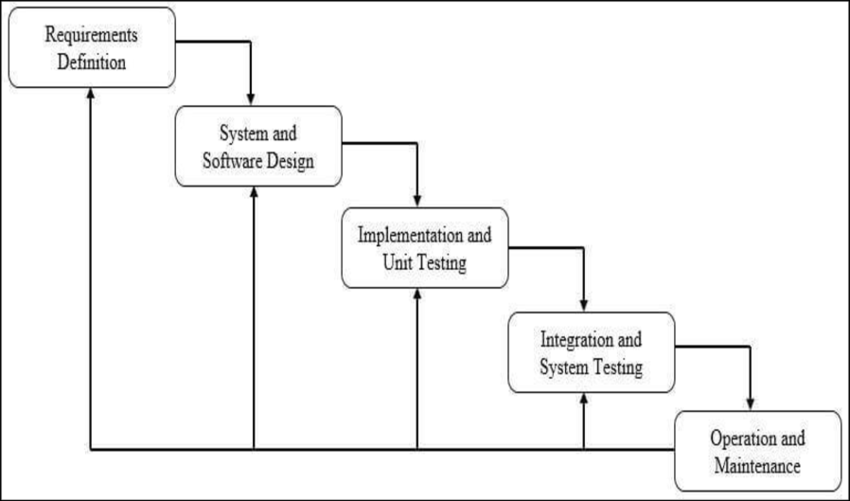 Requirements
Definition
System and
Software Design
Implementation and
Unit Testing
Integration and
System Testing
Operation and
Maintenance